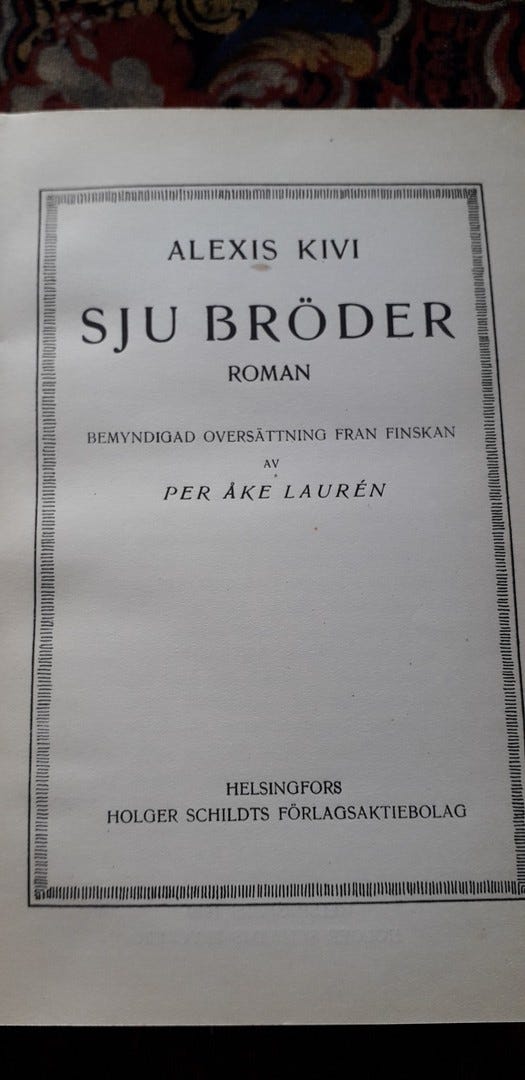 ALEXIS KIVI
SJU BRÖDER
ROMAN
BEMYNDIGAD OVERSÄTTNING FRAN FINSKAN
AV
PER ÅKE LAURÉN
HELSINGFORS
HOLGER SCHILDTS FÖRLAGSAKTIEBOLAG